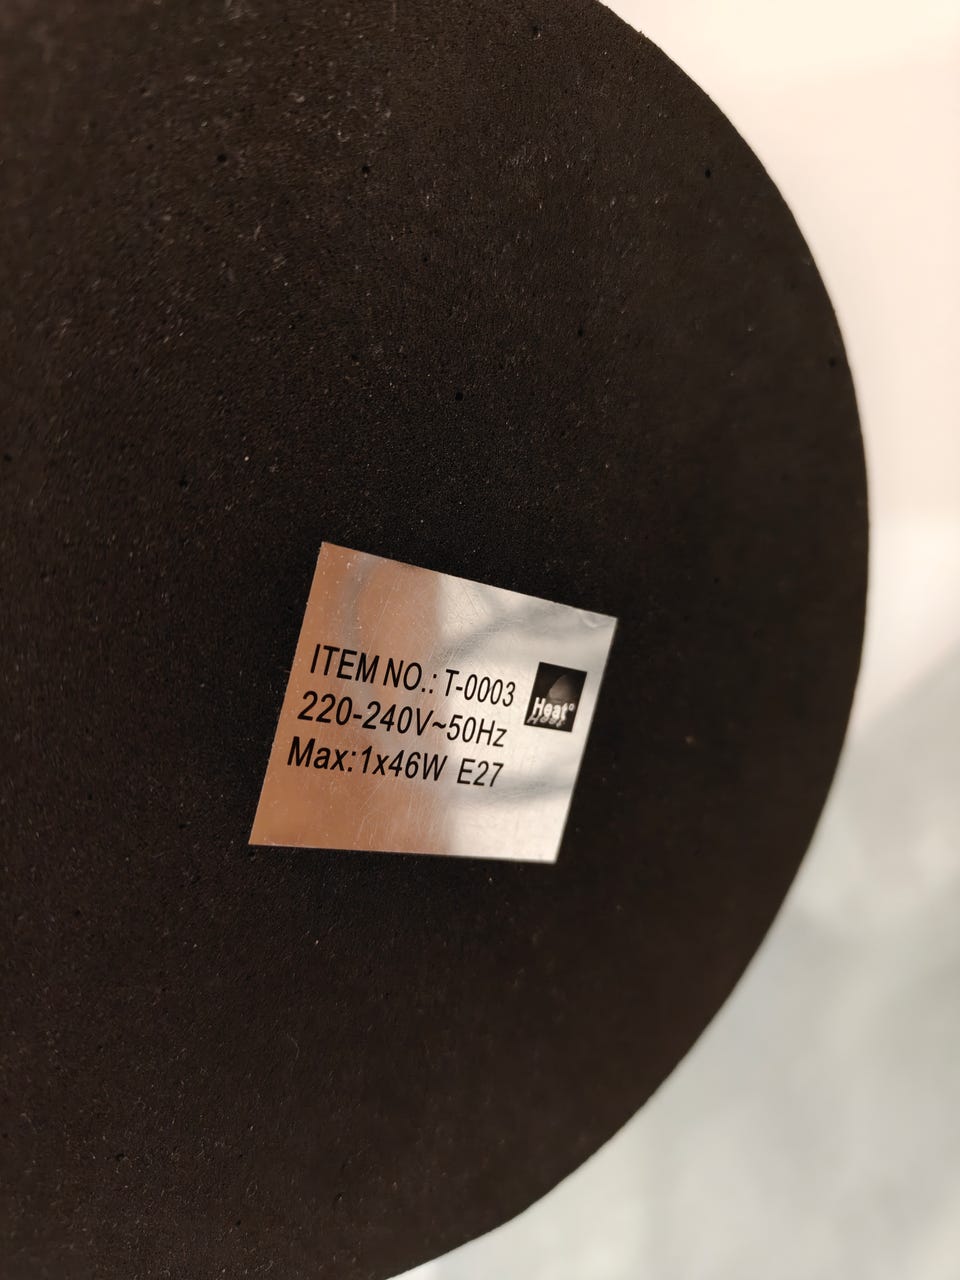 ITEM NO.: T-0003
220-240V~50Hz
Max:1x46W E27
Heat°